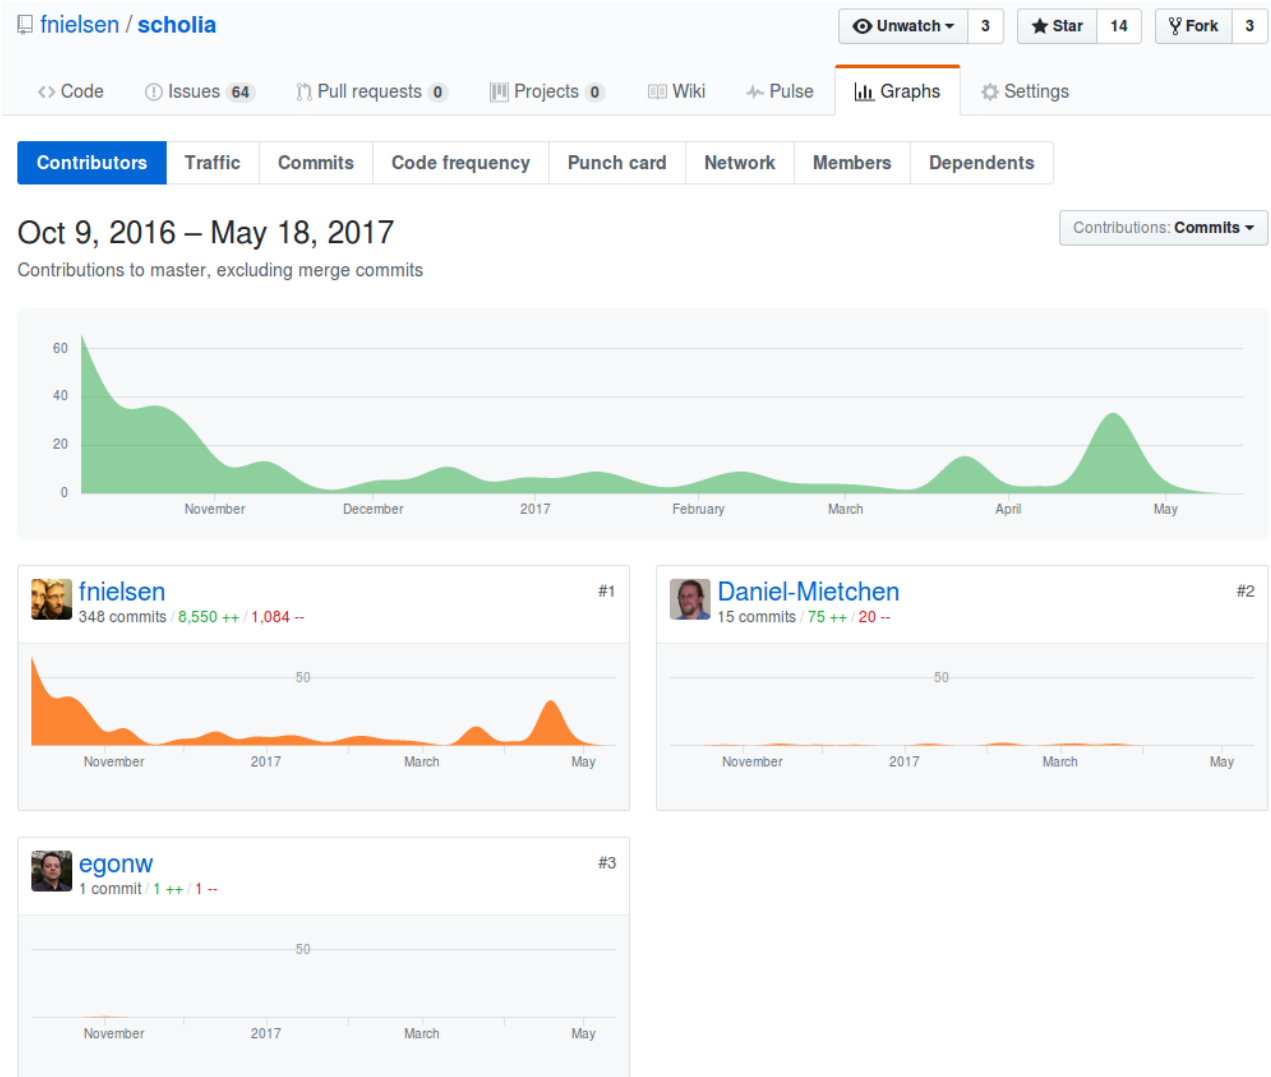 fnielsen / scholia
Unwatch 3 Star 14 Fork 3
Code Issues 64 Pull requests 0 Projects 0 Wiki Pulse Graphs Settings
Contributors Traffic Commits Code frequency Punch card Network Members Dependents
Oct 9, 2016 – May 18, 2017
Contributions: Commits
Contributions to master, excluding merge commits
60
40
20
0
November December 2017 February March April May
fnielsen #1
348 commits / 8,550 ++ / 1,084 --
50
November 2017 March May
Daniel-Mietchen #2
15 commits / 75 ++ / 20 --
50
November 2017 March May
egonw #3
1 commit / 1 ++ / 1 --
50
November 2017 March May